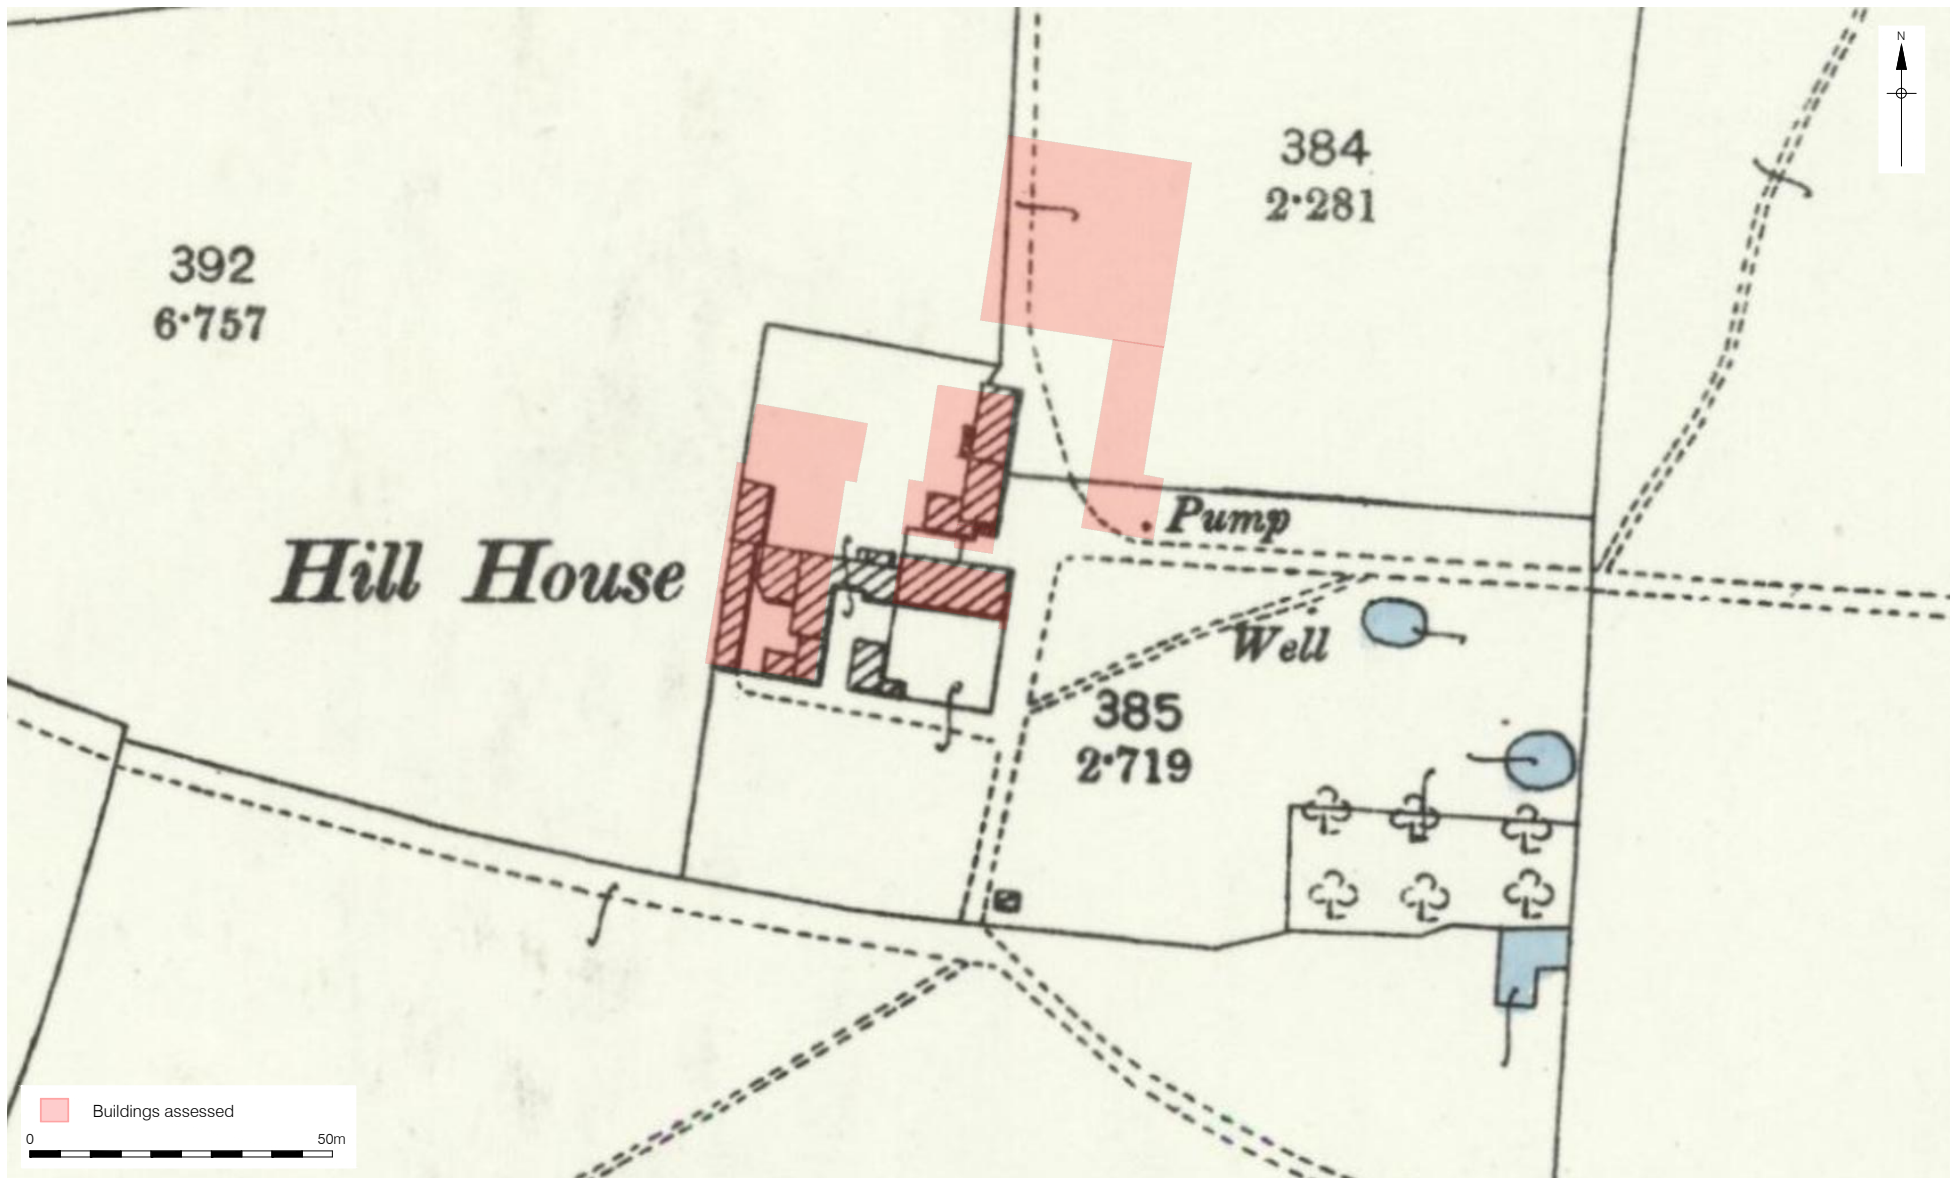 N
384
2·281
392
6·757
Pump
Hill House
Well
385
2·719
Buildings assessed
0 50m